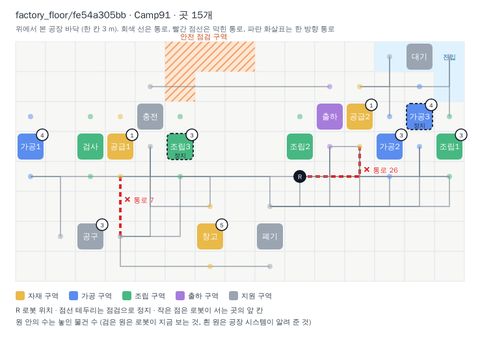 factory_floor/fe54a305bb · Camp91 · 곳 15개
위에서 본 공장 바닥 (한 칸 3 m). 회색 선은 통로, 빨간 점선은 막힌 통로, 파란 화살표는 한 방향 통로
안전 점검 구역
대기
충전
출하
공급2
1
가공3
4
가공1
4
검사
공급1
1
조립3
3
조립2
가공2
3
조립1
3
R
✕ 통로 26
✕ 통로 7
공구
3
창고
5
폐기
자재 구역
가공 구역
조립 구역
출하 구역
지원 구역
R 로봇 위치 · 점선 테두리는 점검으로 정지 · 작은 점은 로봇이 서는 곳의 앞 칸
원 안의 수는 놓인 물건 수 (검은 원은 로봇이 지금 보는 것, 흰 원은 공장 시스템이 알려 준 것)